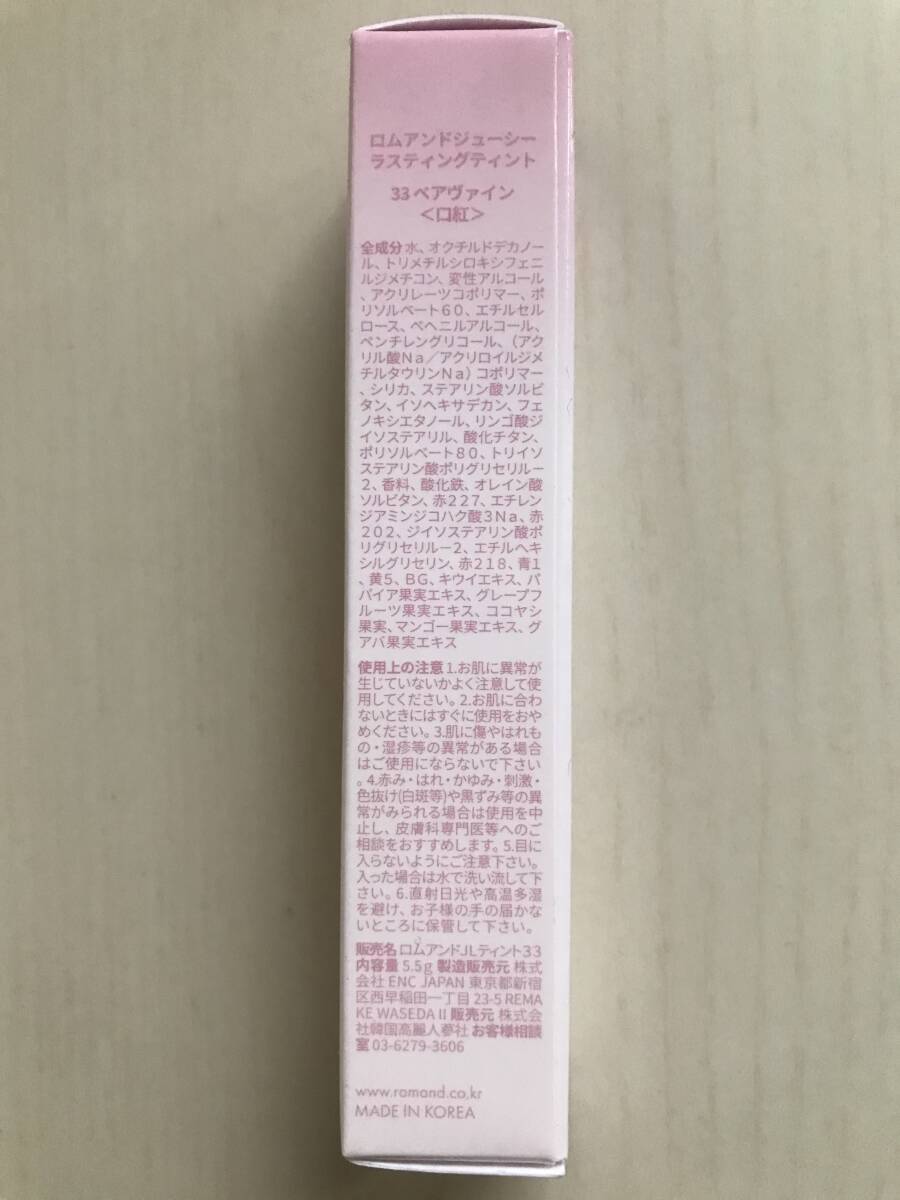 ロムアンドジューシー
ラスティングティント
33 ベアヴァイン
＜口紅＞
全成分 水、オクチルドデカノー
ル、トリメチルシロキシフェニ
ルジメチコン、変性アルコール
、アクリレーツコポリマー、ポ
リソルベート６０、エチルセル
ロース、ベヘニルアルコール、
ペンチレングリコール、（アク
リル酸Ｎａ／アクリロイルジメ
チルタウリンＮａ）コポリマー
、シリカ、ステアリン酸ソルビ
タン、イソヘキサデカン、フェ
ノキシエタノール、リンゴ酸ジ
イソステアリル、酸化チタン、
ポリソルベート８０、トリイソ
ステアリン酸ポリグリセリル－
２、香料、酸化鉄、オレイン酸
ソルビタン、赤２２７、エチレン
ジアミンジコハク酸３Ｎａ、赤
２０２、ジイソステアリン酸ポ
リグリセリル－２、エチルヘキ
シルグリセリン、赤２１８、青１
、黄５、ＢＧ、キウイエキス、パ
パイア果実エキス、グレープフ
ルーツ果実エキス、ココヤシ
果実、マンゴー果実エキス、グ
アバ果実エキス
使用上の注意 1.お肌に異常が
生じていないかよく注意して使
用してください。2.お肌に合わ
ないときにはすぐに使用をおや
めください。3.肌に傷やはれも
の・湿疹等の異常がある場合
はご使用にならないで下さい
。4.赤み・はれ・かゆみ・刺激・
色抜け(白斑等)や黒ずみ等の異
常がみられる場合は使用を中
止し、皮膚科専門医等へのご
相談をおすすめします。5.目に
入らないようにご注意下さい。
入った場合は水で洗い流して下
さい。6.直射日光や高温多湿
を避け、お子様の手の届かな
いところに保管して下さい。
販売名 ロムアンドＪＬティント３３
内容量 5.5g 製造販売元 株式
会社 ENC JAPAN 東京都新宿
区西早稲田一丁目 23-5 REMA
KE WASEDA II 販売元 株式会
社韓国高麗人蔘社 お客様相談
室 03-6279-3606
www.romand.co.kr
MADE IN KOREA